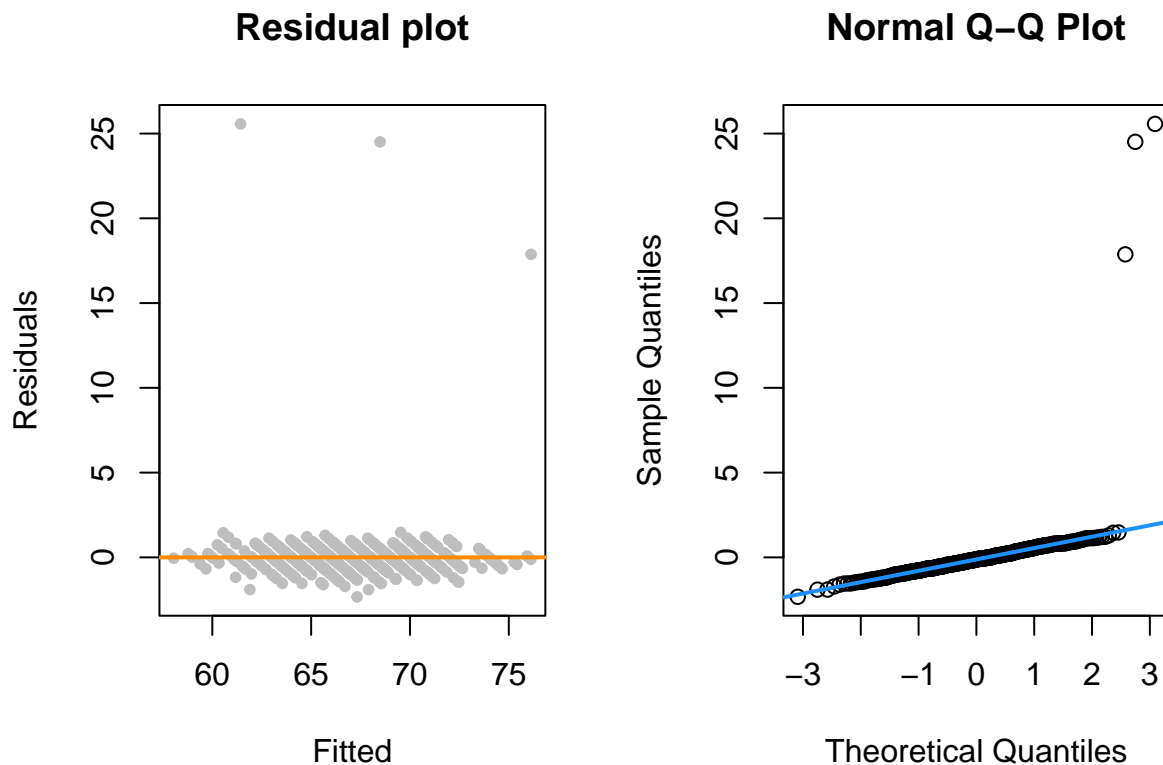 Residual plot
Residuals
25
20
15
10
5
0
60 65 70 75
Fitted
Normal Q−Q Plot
Sample Quantiles
25
20
15
10
5
0
−3 −1 0 1 2 3
Theoretical Quantiles